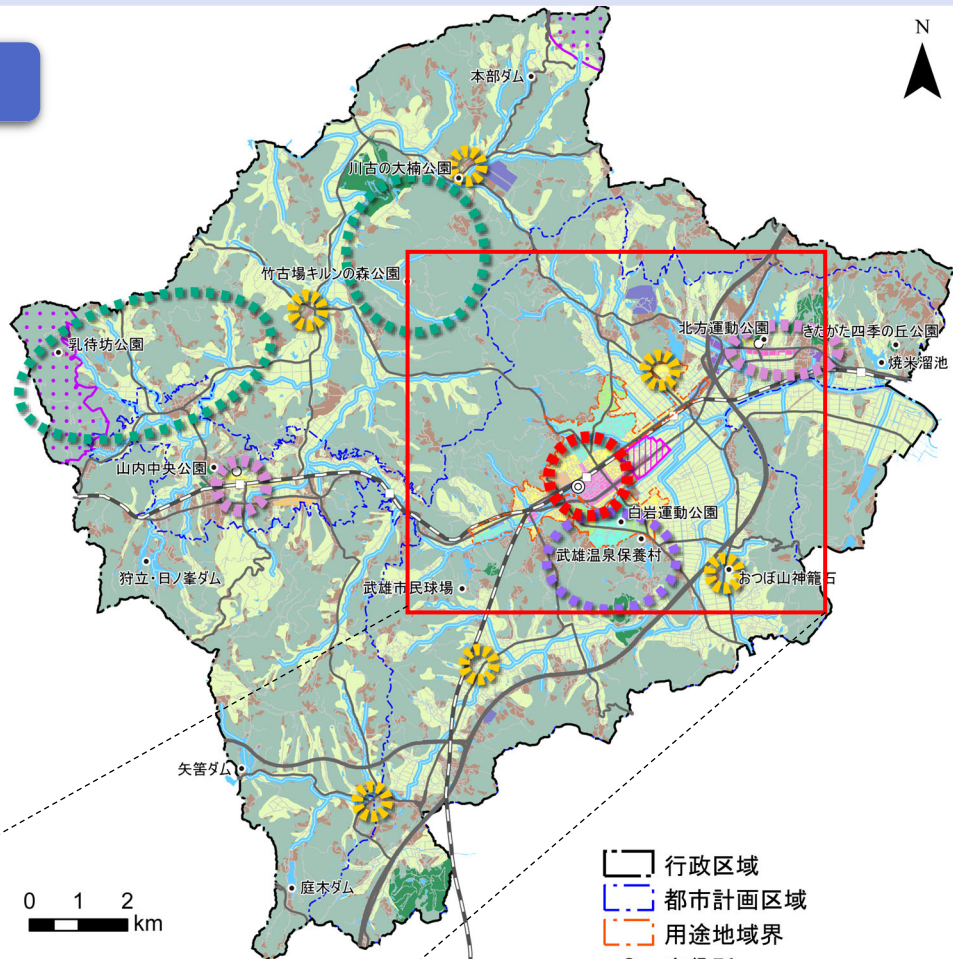 N
本部ダム
川古の大楠公園
竹古場キルンの森公園
北方運動公園
きたがた四季の丘公園
乳待坊公園
焼米溜池
山内中央公園
白岩運動公園
武雄温泉保養村
狩立・日ノ峯ダム
武雄市民球場
おつぼ山神籠石
矢筈ダム
庭木ダム
0 1 2
km
行政区域
都市計画区域
用途地域界